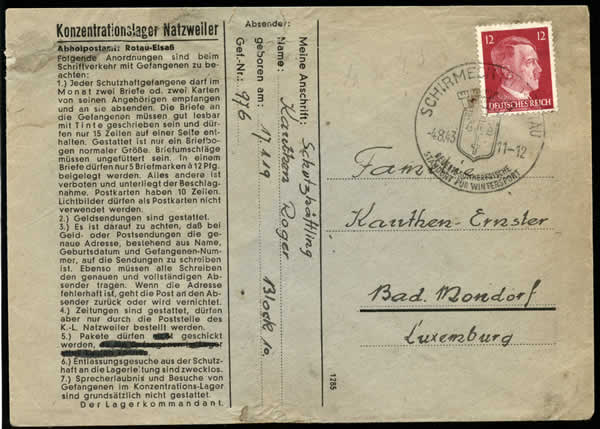 Konzentrationslager Natzweiler
Abholpostamt: Rotau-Elsaß
Folgende Anordnungen sind beim
Schriftverkehr mit Gefangenen zu be-
achten:
1.) Jeder Schutzhaftgefangene darf im
Monat zwei Briefe od. zwei Karten
von seinen Angehörigen empfangen
und an sie absenden. Die Briefe an
die Gefangenen müssen gut lesbar
mit Tinte geschrieben sein und dür-
fen nur 15 Zeilen auf einer Seite ent-
halten. Gestattet ist nur ein Briefbo-
gen normaler Größe. Briefumschläge
müssen ungefüttert sein. In einem
Briefe dürfen nur 5 Briefmarken à 12 Pfg.
beigelegt werden. Alles andere ist
verboten und unterliegt der Beschlag-
nahme. Postkarten haben 10 Zeilen.
Lichtbilder dürfen als Postkarten nicht
verwendet werden.
2.) Geldsendungen sind gestattet.
3.) Es ist darauf zu achten, daß bei
Geld- oder Postsendungen die ge-
naue Adresse, bestehend aus Name,
Geburtsdatum und Gefangenen-Num-
mer, auf die Sendungen zu schreiben
ist. Ebenso müssen alle Schreiben
den genauen und vollständigen Ab-
sender tragen. Wenn die Adresse
fehlerhaft ist, geht die Post an den Ab-
sender zurück oder wird vernichtet.
4.) Zeitungen sind gestattet, dürfen
aber nur durch die Poststelle des
K.-L. Natzweiler bestellt werden.
5.) Pakete dürfen geschickt
werden,
6.) Entlassungsgesuche aus der Schutz-
haft an die Lagerleitung sind zwecklos.
7.) Sprecherlaubnis und Besuche von
Gefangenen im Konzentrations-Lager
sind grundsätzlich nicht gestattet.
Der Lagerkommandant.
Absender:
Meine Anschrift: Schutzhäftling
Name: Kauthen Roger
geboren am: 17.8.19 Block 10
Gef.-Nr.: 976
1285
12 12
DEUTSCHES REICH
SCHIRMECK
-4.8.43 11-12
STANDORT FÜR WINTERSPORT
Familie
Kauthen-Ernster
Bad. Mondorf
Luxemburg